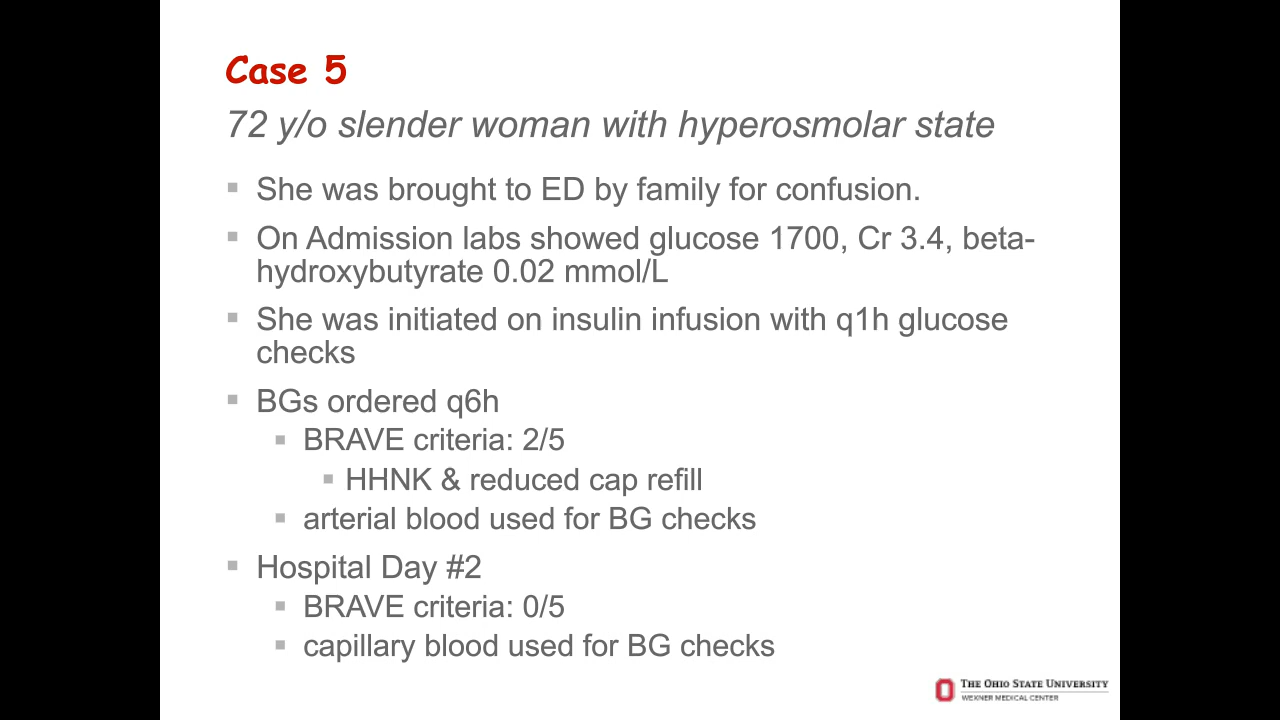 Case 5
72 y/o slender woman with hyperosmolar state
She was brought to ED by family for confusion.
On Admission labs showed glucose 1700, Cr 3.4, beta-
hydroxybutyrate 0.02 mmol/L
She was initiated on insulin infusion with q1h glucose
checks
BGs ordered q6h
BRAVE criteria: 2/5
HHNK & reduced cap refill
arterial blood used for BG checks
Hospital Day #2
BRAVE criteria: 0/5
capillary blood used for BG checks
THE OHIO STATE UNIVERSITY
WEXNER MEDICAL CENTER